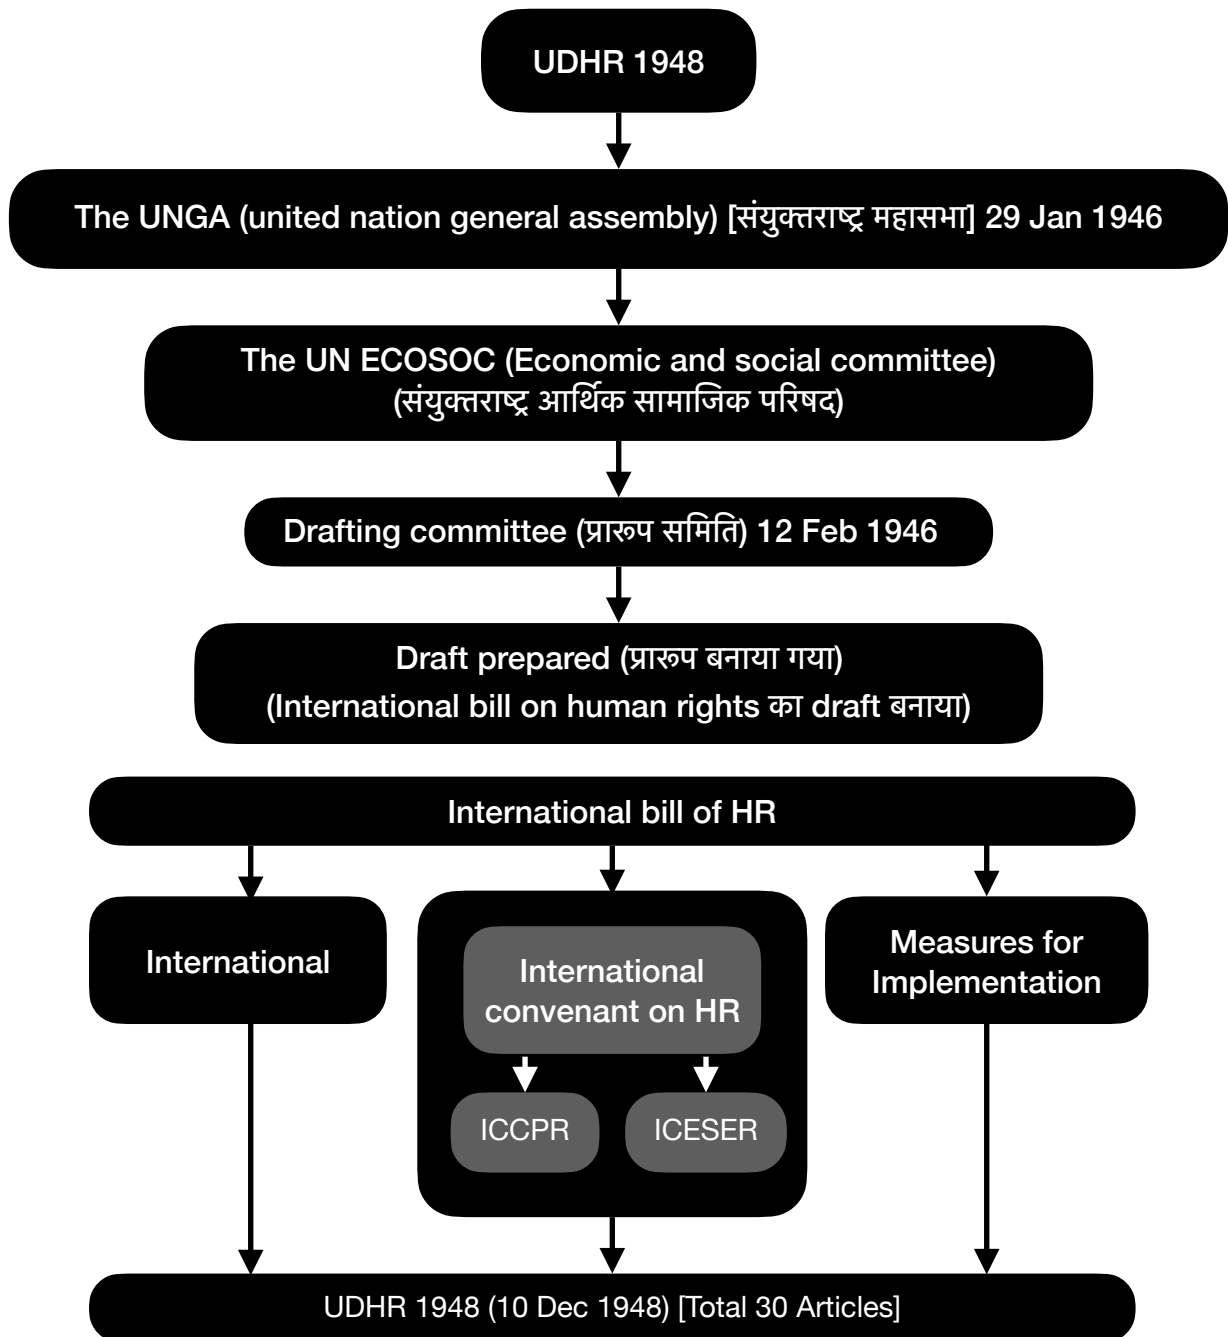 UDHR 1948
The UNGA (united nation general assembly) [संयुक्तराष्ट्र महासभा] 29 Jan 1946
The UN ECOSOC (Economic and social committee)
(संयुक्तराष्ट्र आर्थिक सामाजिक परिषद)
Drafting committee (प्रारूप समिति) 12 Feb 1946
Draft prepared (प्रारूप बनाया गया)
(International bill on human rights का draft बनाया)
International bill of HR
International
International
convenant on HR
ICCPR
ICESER
Measures for
Implementation
UDHR 1948 (10 Dec 1948) [Total 30 Articles]